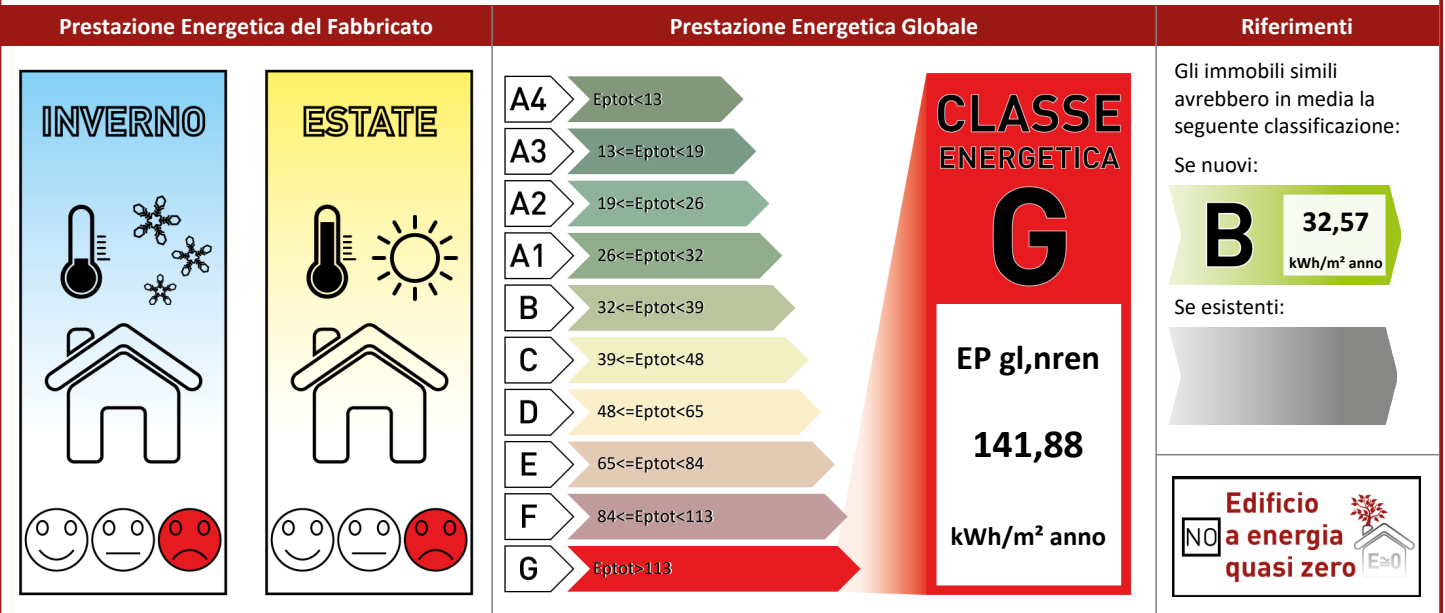 Prestazione Energetica del Fabbricato
Prestazione Energetica Globale
Riferimenti
INVERNO
ESTATE
A4
Eptot<13
A3
13<=Eptot<19
A2
19<=Eptot<26
A1
26<=Eptot<32
B
32<=Eptot<39
C
39<=Eptot<48
D
48<=Eptot<65
E
65<=Eptot<84
F
84<=Eptot<113
G
Eptot>113
CLASSE
ENERGETICA
G
EP gl,nren
141,88
kWh/m² anno
Gli immobili simili
avrebbero in media la
seguente classificazione:
Se nuovi:
B
32,57
kWh/m² anno
Se esistenti:
Edificio
NO a energia
quasi zero
E≅0